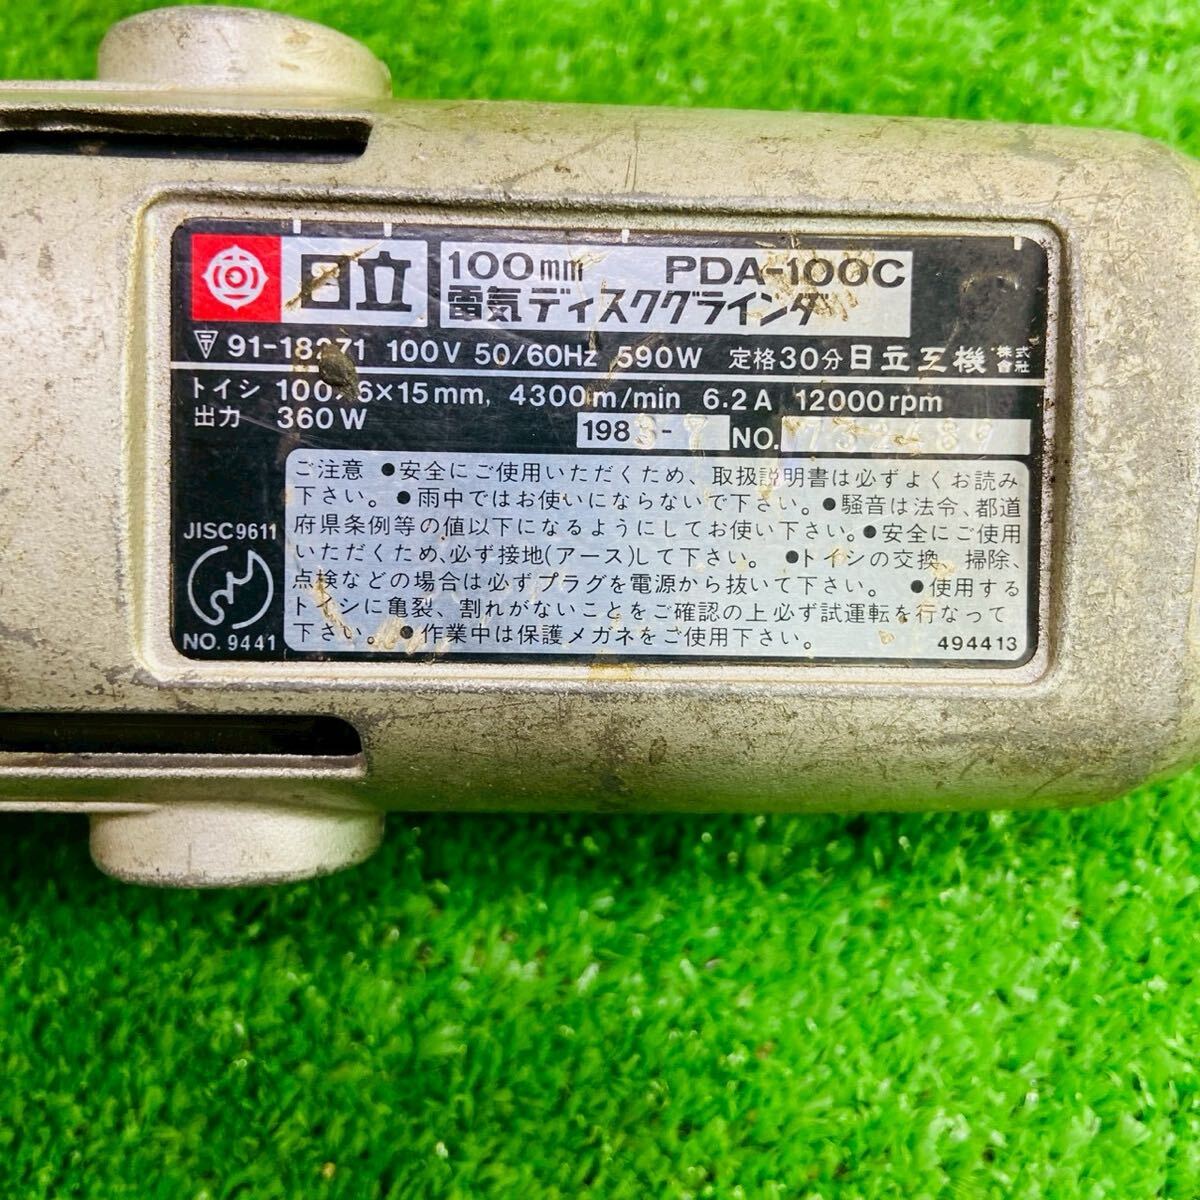 日立
100mm PDA-100C
電気ディスクグラインダ
〒 91-18271 100V 50/60Hz 590W 定格30分 日立工機株式会社
トイシ 100×6×15mm, 4300m/min 6.2A 12000rpm
出力 360W
1983-7 NO.
ご注意 ●安全にご使用いただくため、取扱説明書は必ずよくお読み
下さい。●雨中ではお使いにならないで下さい。●騒音は法令、都道
府県条例等の値以下になるようにしてお使い下さい。●安全にご使用
いただくため、必ず接地(アース)して下さい。●トイシの交換、掃除、
点検などの場合は必ずプラグを電源から抜いて下さい。●使用する
トイシに亀裂、割れがないことをご確認の上必ず試運転を行なって
下さい。●作業中は保護メガネをご使用下さい。 494413
JISC9611
NO. 9441